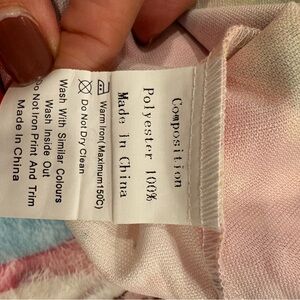 Composition
Polyester 100%
Made in China
Warm Iron( Maximum150C)
Do Not Dry Clean
Wash With Similar Colours
Wash Inside Out
Do Not Iron Print And Trim
Made In China